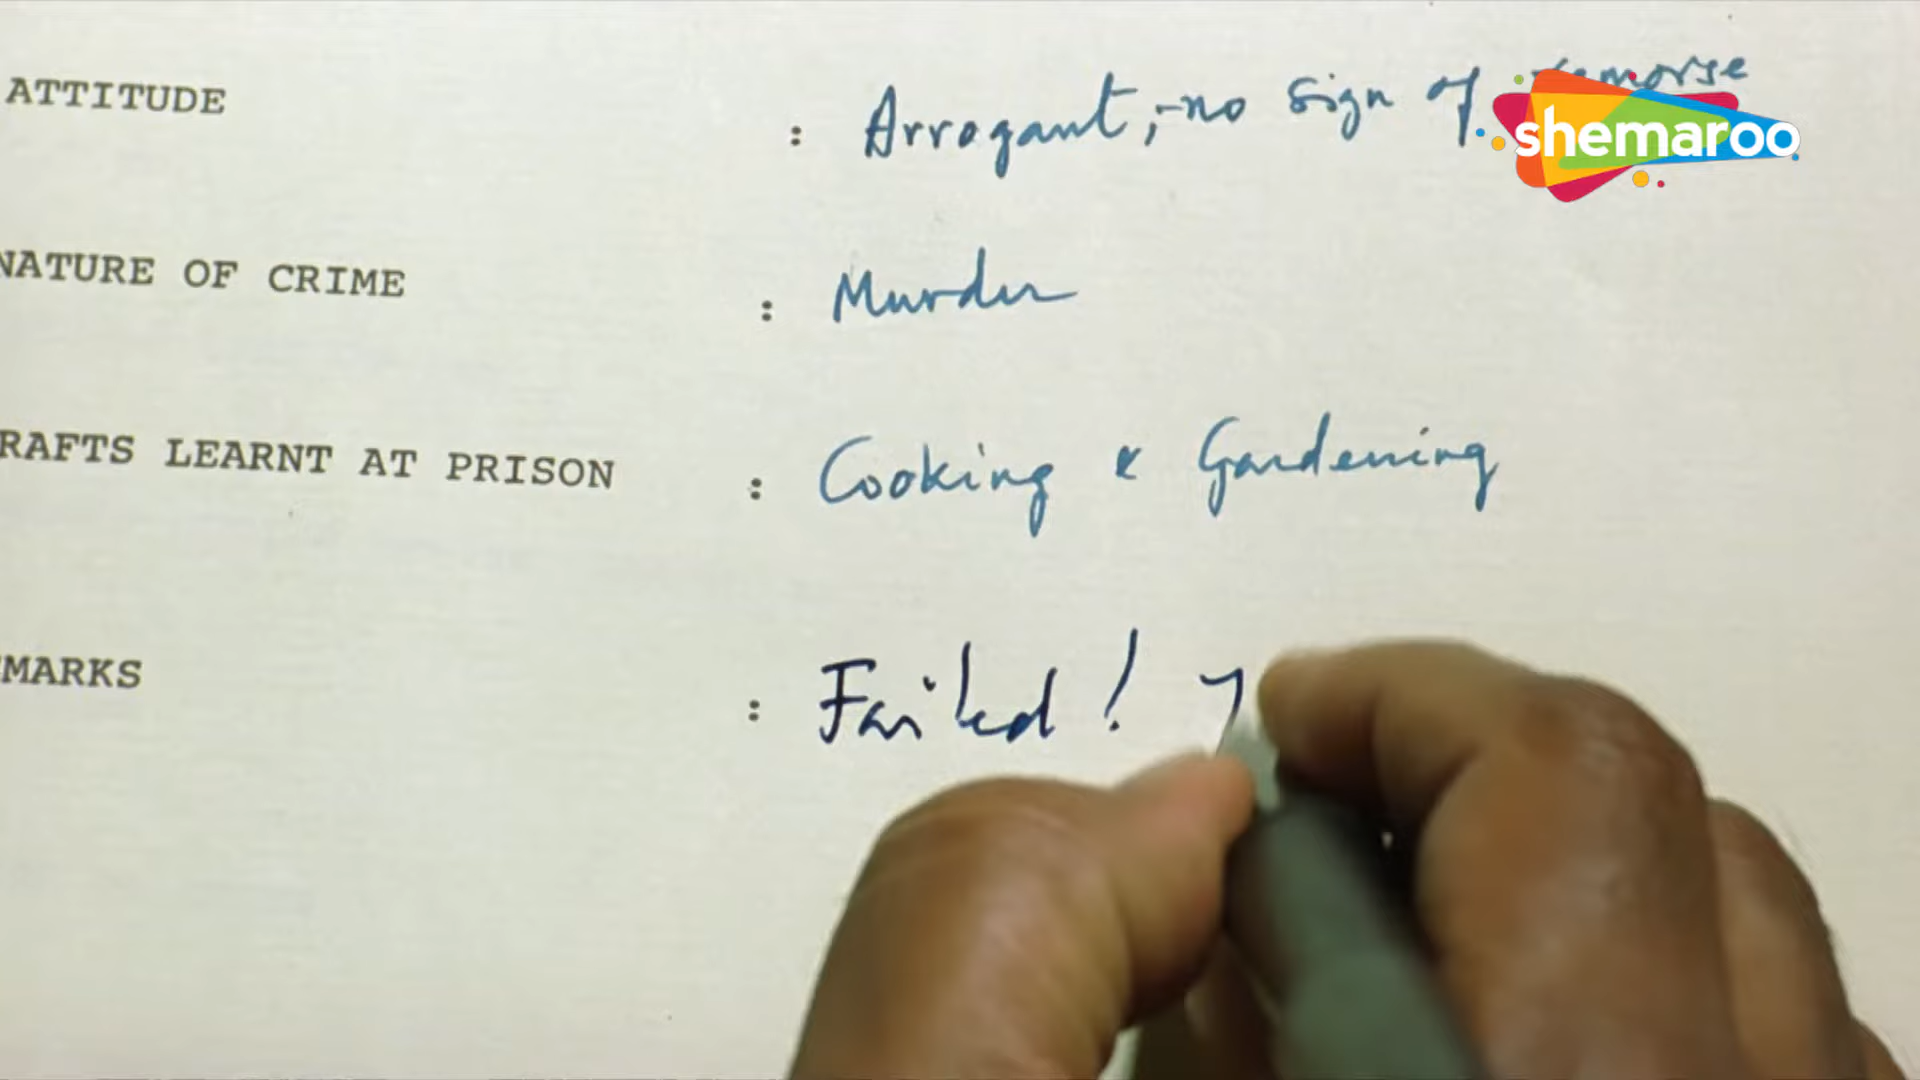 ATTITUDE : Arrogant, no sign of remorse
shemaroo
NATURE OF CRIME : Murder
RAFTS LEARNT AT PRISON : Cooking & Gardening
MARKS : Failed!